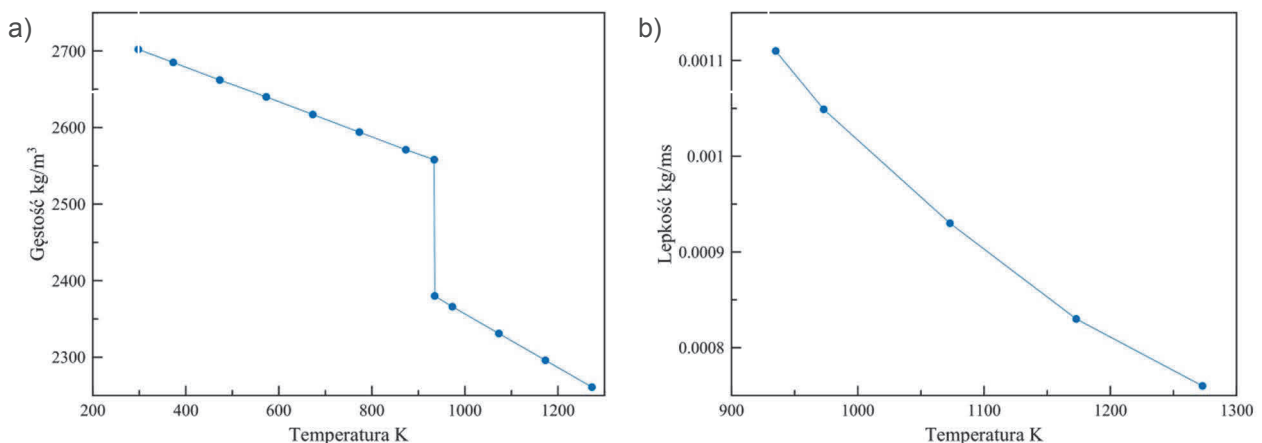 a)
Gęstość kg/m³
2700
2600
2500
2400
2300
200 400 600 800 1000 1200
Temperatura K
b)
Lepkość kg/ms
0.0011
0.001
0.0009
0.0008
900 1000 1100 1200 1300
Temperatura K